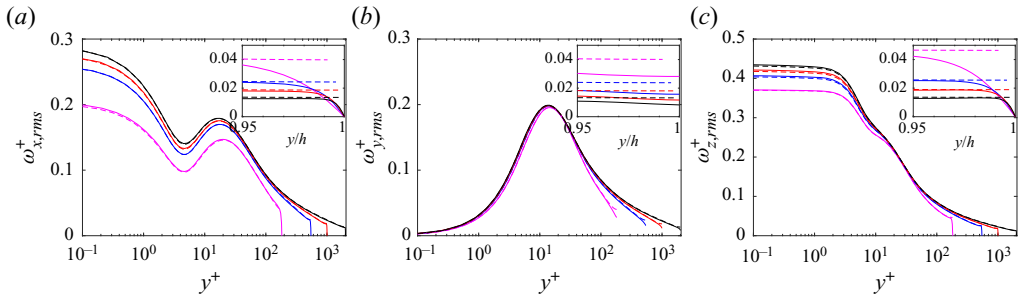 (a) (b) (c)
0.3 0.3 0.5
0.04 0.04 0.04
0.02 0.02 0.02
0 0 0
0.95 1 0.95 1 0.95 1
y/h y/h y/h
0.2 0.2 0.4
0.3
0.1 0.1 0.2
0.1
0 0 0
ω⁺x,rms ω⁺y,rms ω⁺z,rms
10⁻¹ 10⁰ 10¹ 10² 10³ 10⁻¹ 10⁰ 10¹ 10² 10³ 10⁻¹ 10⁰ 10¹ 10² 10³
y⁺ y⁺ y⁺